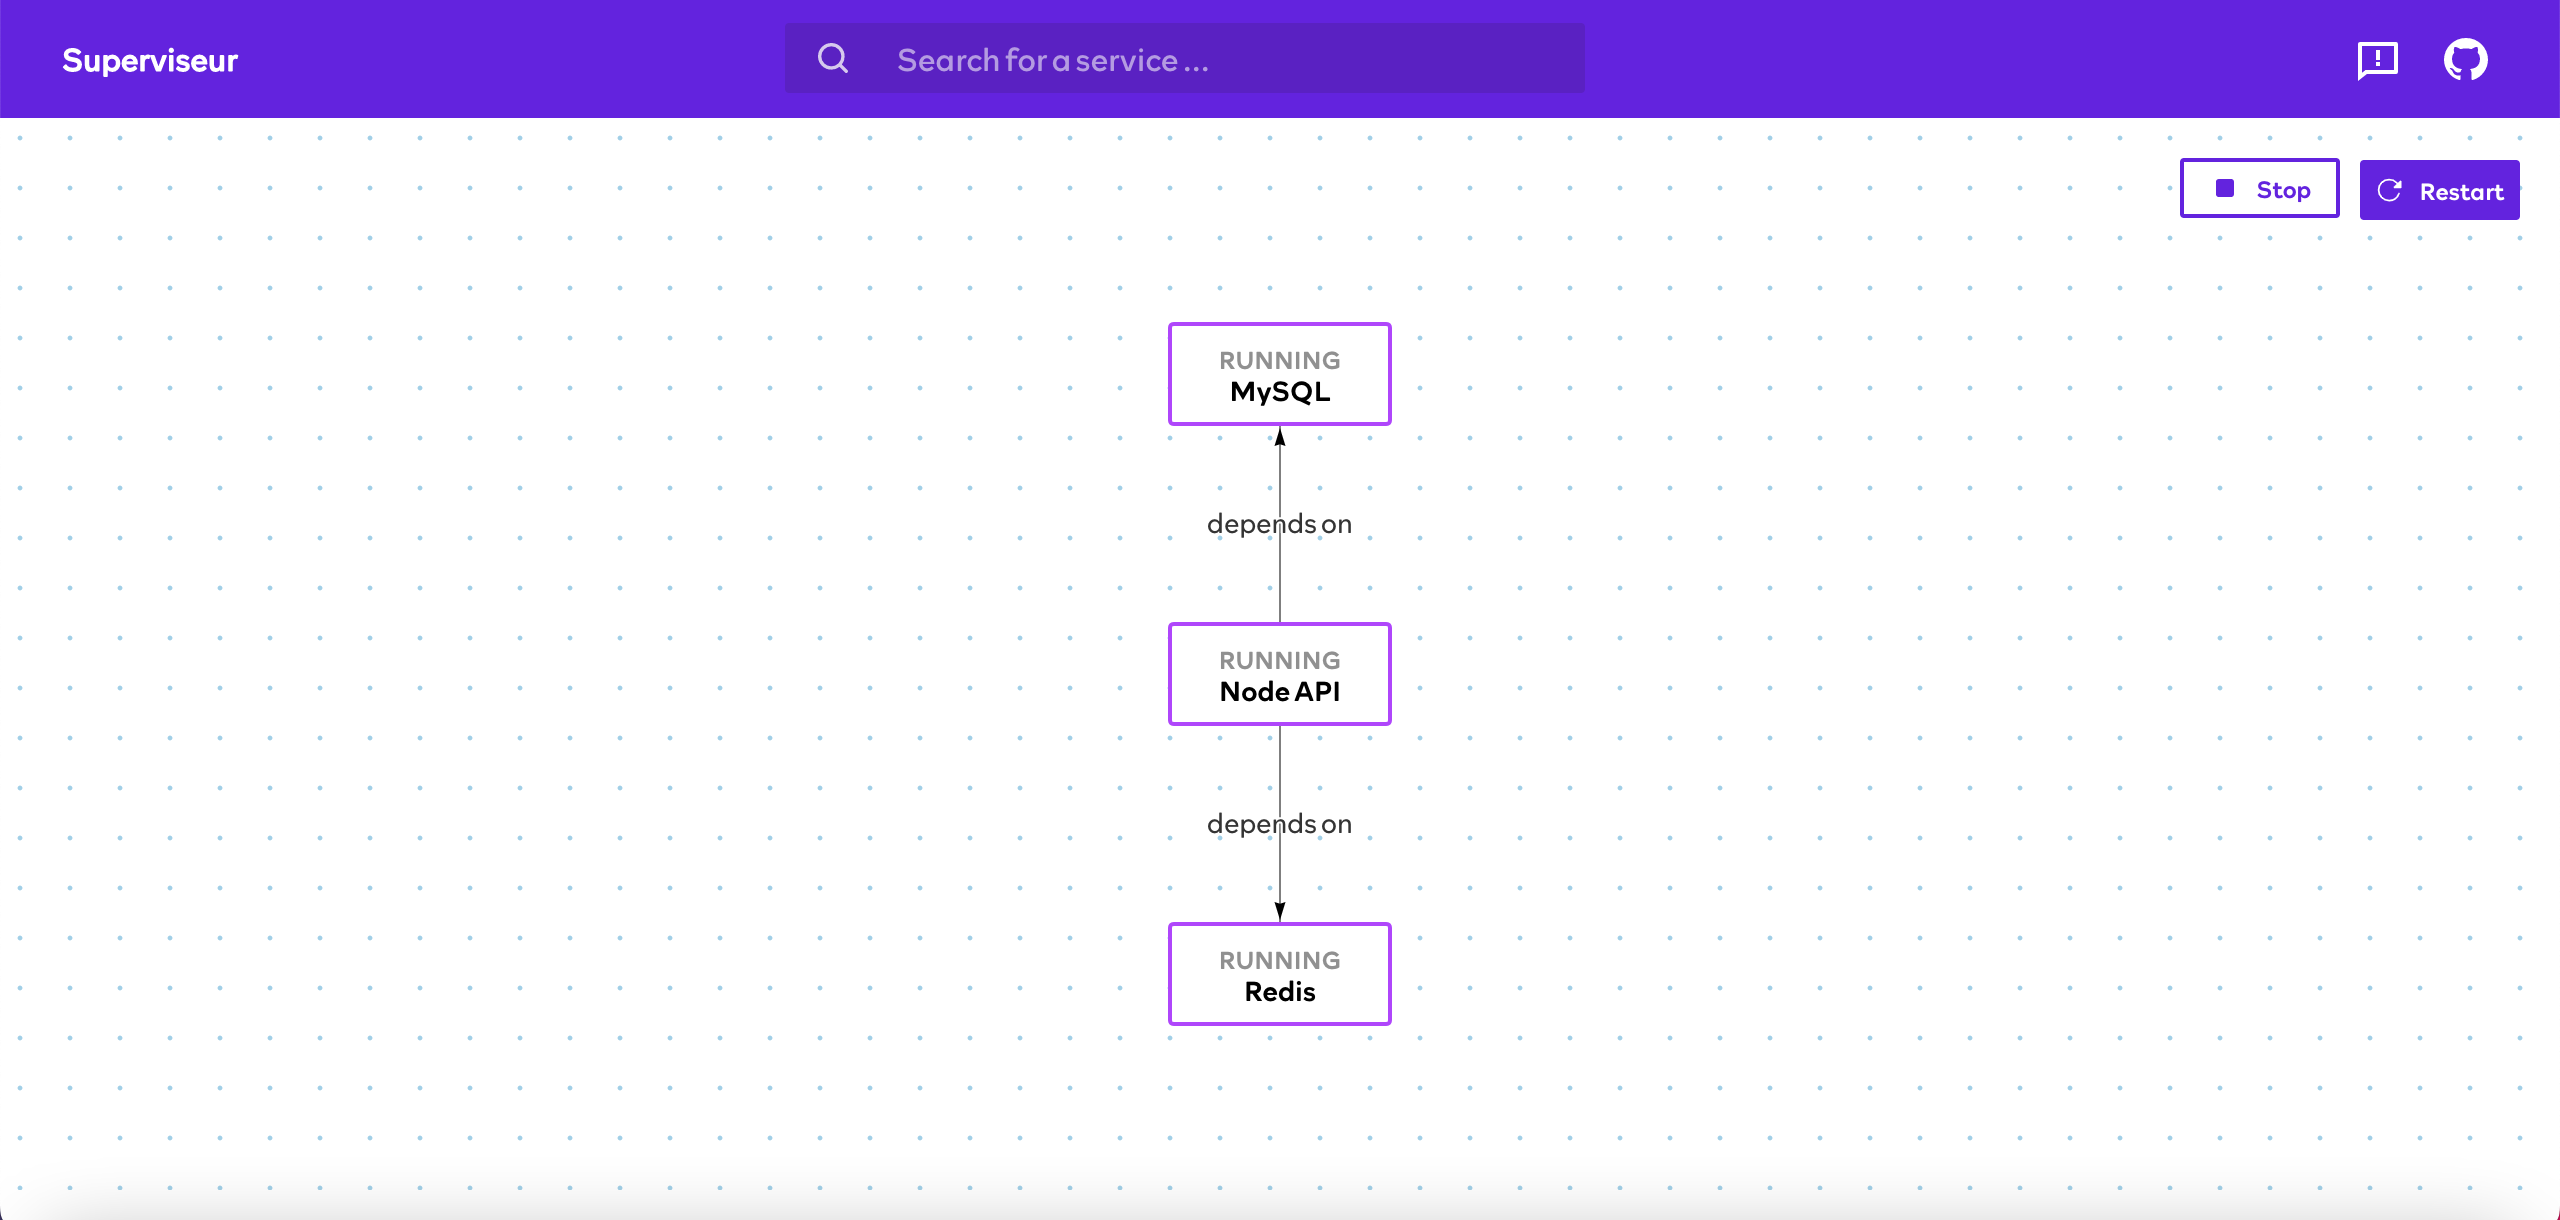 Superviseur
Search for a service ...
Stop
Restart
RUNNING
MySQL
depends on
RUNNING
Node API
depends on
RUNNING
Redis